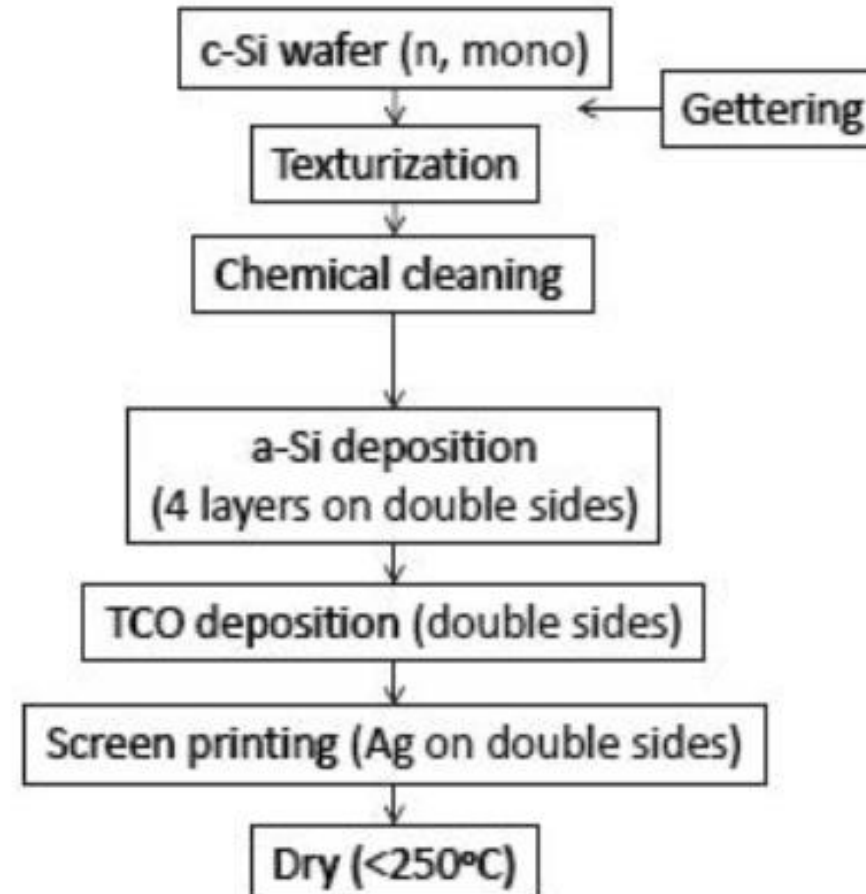 c-Si wafer (n, mono)
Gettering
Texturization
Chemical cleaning
a-Si deposition
(4 layers on double sides)
TCO deposition (double sides)
Screen printing (Ag on double sides)
Dry (<250°C)